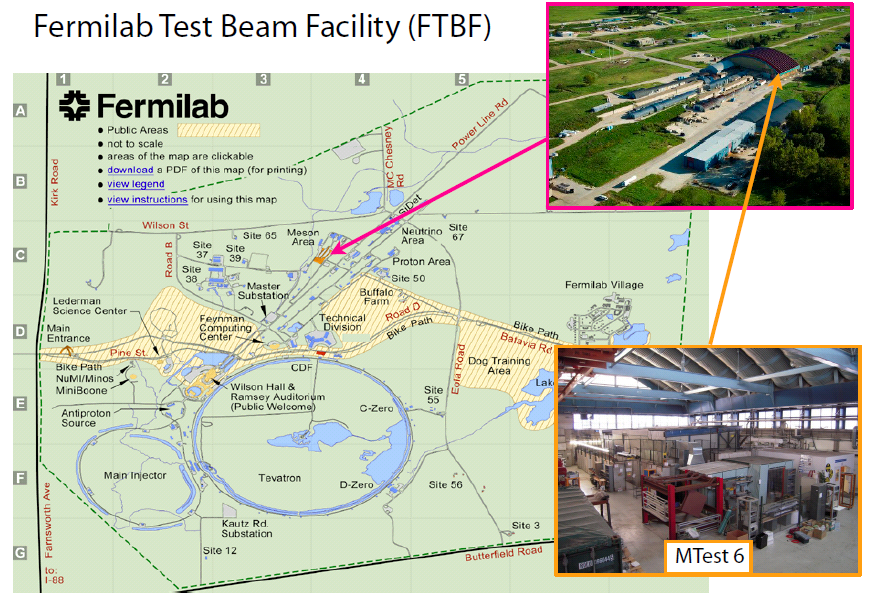 Fermilab Test Beam Facility (FTBF)
1 2 3 4 5
A
B
C
D
E
F
G
Fermilab
• Public Areas
• not to scale
• areas of the map are clickable
• download a PDF of this map (for printing)
• view legend
• view instructions for using this map
Kirk Road
Power Line Rd
MC Chesney
Rd
SiDet
Wilson St
Road B
Site 65
Meson
Area
Neutrino
Area
Site
67
Site
37
Site
39
Site
38
Proton Area
Site 50
Master
Substation
Buffalo
Farm
Fermilab Village
Lederman
Science Center
Feynman
Computing
Center
Technical
Division
Road D
Bike Path
Bike Path
Batavia Rd
Main
Entrance
Pine St.
CDF
Dog Training
Area
Eola Road
Bike Path
NuMI/Minos
MiniBoone
Wilson Hall &
Ramsey Auditorium
(Public Welcome)
Lake
Antiproton
Source
C-Zero
Site
55
Main Injector
Tevatron
D-Zero
Site 56
Kautz Rd.
Substation
Site 3
Site 12
Butterfield Road
Farnsworth Ave
to:
I-88
MTest 6